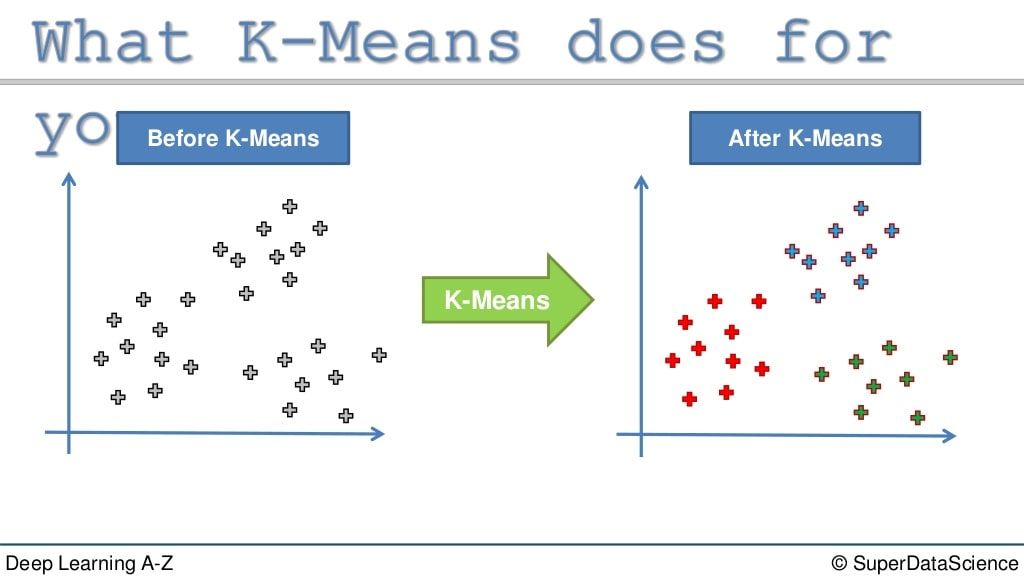 What K-Means does for
yo
Before K-Means
After K-Means
K-Means
Deep Learning A-Z
© SuperDataScience